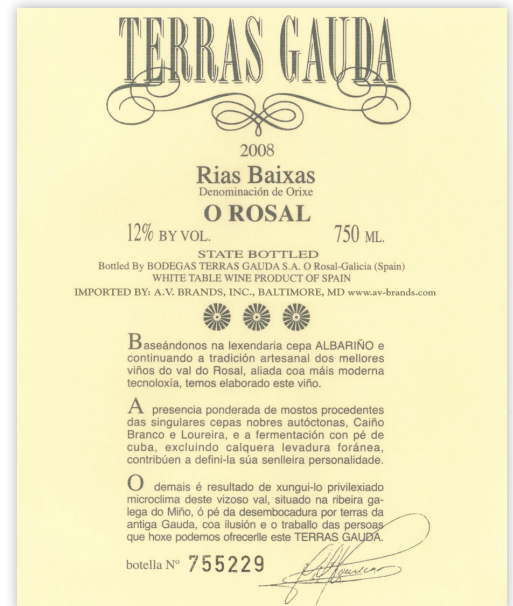 TERRAS GAUDA
2008
Rias Baixas
Denominación de Orixe
O ROSAL
12% BY VOL. 750 ML.
STATE BOTTLED
Bottled By BODEGAS TERRAS GAUDA S.A. O Rosal-Galicia (Spain)
WHITE TABLE WINE PRODUCT OF SPAIN
IMPORTED BY: A.V. BRANDS, INC., BALTIMORE, MD www.av-brands.com
Baseándonos na lexendaria cepa ALBARIÑO e
continuando a tradición artesanal dos mellores
viños do val do Rosal, aliada coa máis moderna
tecnoloxia, temos elaborado este viño.
A presencia ponderada de mostos procedentes
das singulares cepas nobres autóctonas, Caiño
Branco e Loureira, e a fermentación con pé de
cuba, excluindo calquera levadura foránea,
contribúen a defini-la súa senlleira personalidade.
O demais é resultado de xungui-lo privilexiado
microclima deste vizoso val, situado na ribeira ga-
lega do Miño, ó pé da desembocadura por terras da
antiga Gauda, coa ilusión e o traballo das persoas
que hoxe podemos ofrecerlle este TERRAS GAUDA.
botella Nº 755229